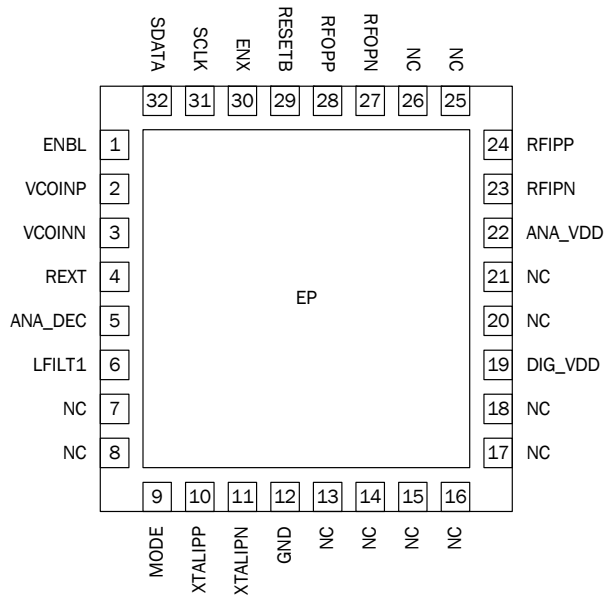 SDATA
SCLK
ENX
RESETB
RFOPP
RFOPN
NC
NC
32 31 30 29 28 27 26 25
ENBL 1
VCOINP 2
VCOINN 3
REXT 4
ANA_DEC 5
LFILT1 6
NC 7
NC 8
EP
24 RFIPP
23 RFIPN
22 ANA_VDD
21 NC
20 NC
19 DIG_VDD
18 NC
17 NC
9 10 11 12 13 14 15 16
MODE
XTALIPP
XTALIPN
GND
NC
NC
NC
NC